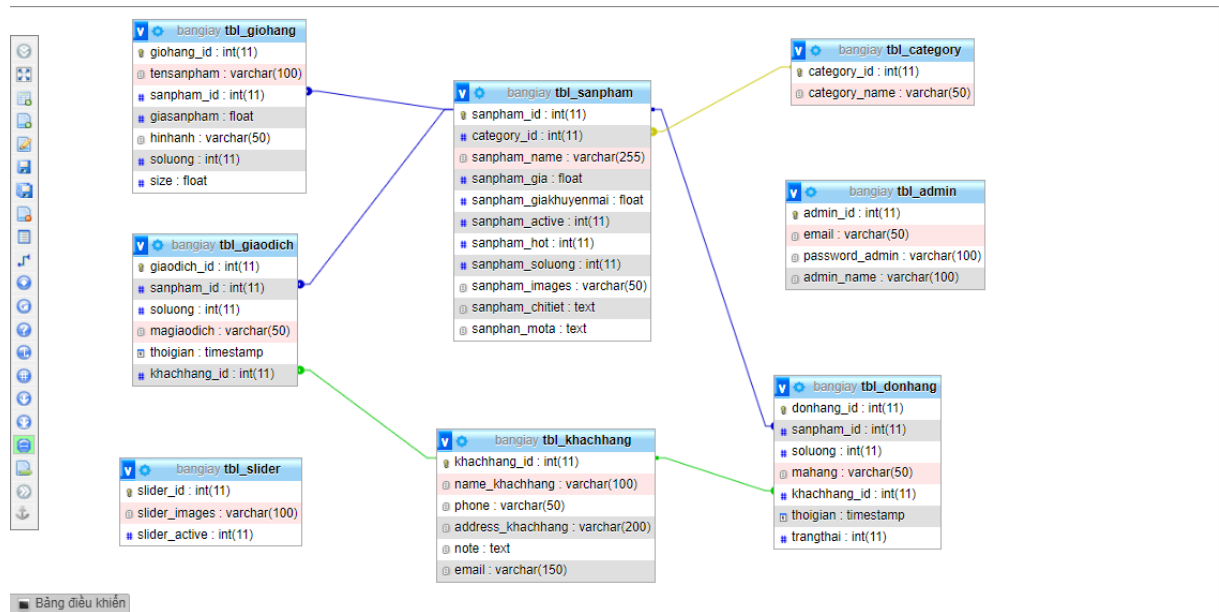 bangiay tbl_giohang
giohang_id : int(11)
tensanpham : varchar(100)
sanpham_id : int(11)
giasanpham : float
hinhanh : varchar(50)
soluong : int(11)
size : float
bangiay tbl_giaodich
giaodich_id : int(11)
sanpham_id : int(11)
soluong : int(11)
magiaodich : varchar(50)
thoigian : timestamp
khachhang_id : int(11)
bangiay tbl_slider
slider_id : int(11)
slider_images : varchar(100)
slider_active : int(11)
bangiay tbl_sanpham
sanpham_id : int(11)
category_id : int(11)
sanpham_name : varchar(255)
sanpham_gia : float
sanpham_giakhuyenmai : float
sanpham_active : int(11)
sanpham_hot : int(11)
sanpham_soluong : int(11)
sanpham_images : varchar(50)
sanpham_chitiet : text
sanphan_mota : text
bangiay tbl_khachhang
khachhang_id : int(11)
name_khachhang : varchar(100)
phone : varchar(50)
address_khachhang : varchar(200)
note : text
email : varchar(150)
bangiay tbl_category
category_id : int(11)
category_name : varchar(50)
bangiay tbl_admin
admin_id : int(11)
email : varchar(50)
password_admin : varchar(100)
admin_name : varchar(100)
bangiay tbl_donhang
donhang_id : int(11)
sanpham_id : int(11)
soluong : int(11)
mahang : varchar(50)
khachhang_id : int(11)
thoigian : timestamp
trangthai : int(11)
Bảng điều khiển